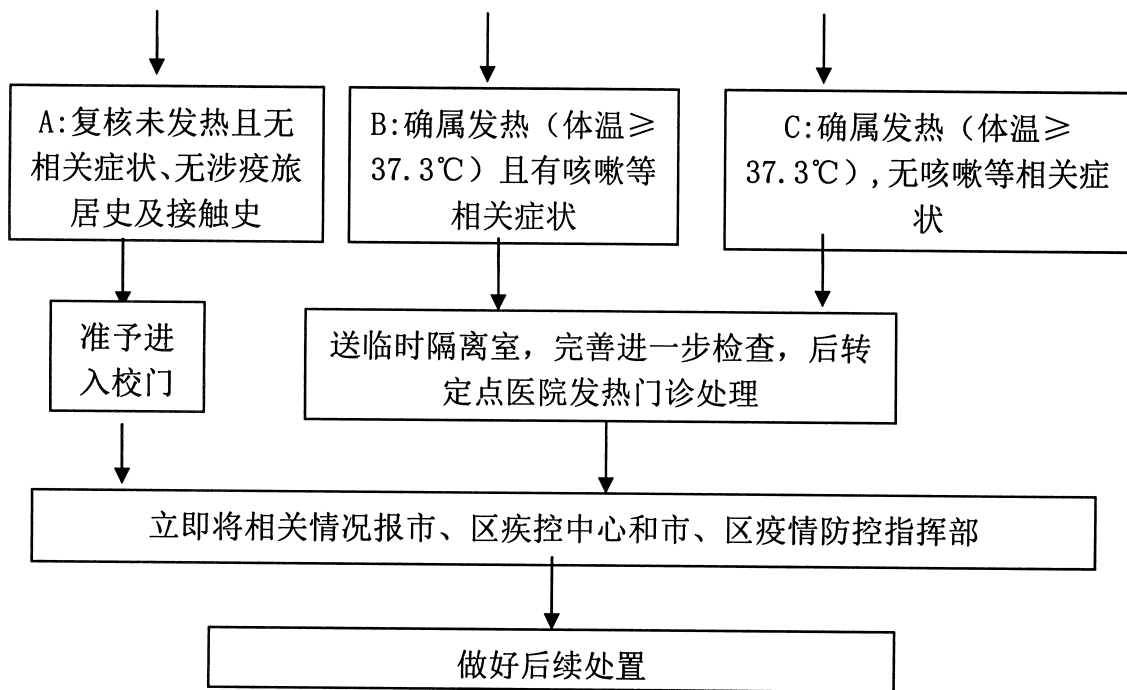 A:复核未发热且无
相关症状、无涉疫旅
居史及接触史
B:确属发热（体温≥
37.3℃）且有咳嗽等
相关症状
C:确属发热（体温≥
37.3℃）,无咳嗽等相关症
状
准予进
入校门
送临时隔离室，完善进一步检查，后转
定点医院发热门诊处理
立即将相关情况报市、区疾控中心和市、区疫情防控指挥部
做好后续处置